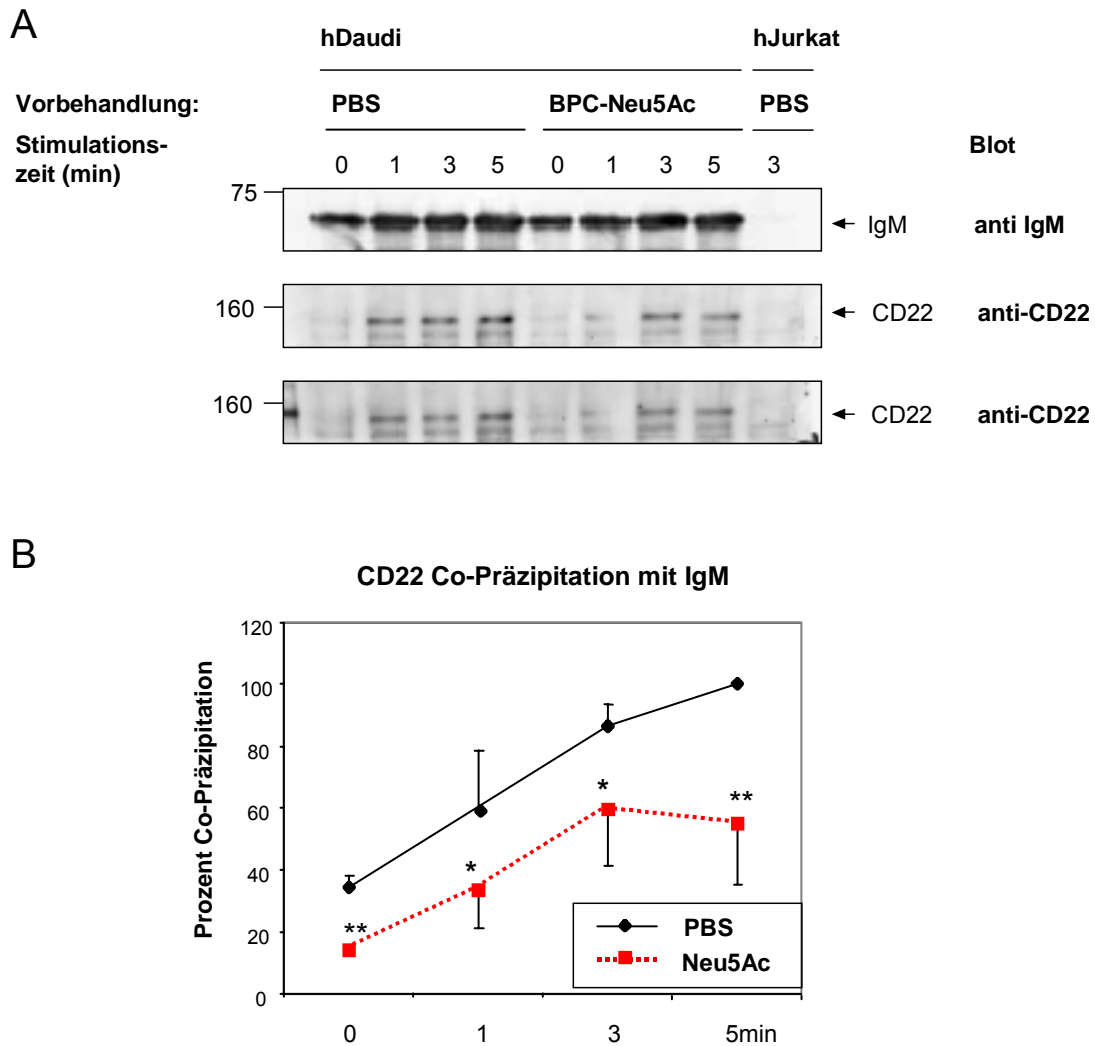 A
hDaudi hJurkat
Vorbehandlung: PBS BPC-Neu5Ac PBS
Stimulations-
zeit (min) 0 1 3 5 0 1 3 5 3 Blot
75
IgM anti IgM
160
CD22 anti-CD22
160
CD22 anti-CD22
B
CD22 Co-Präzipitation mit IgM
Prozent Co-Präzipitation
120
100
80
60
40
20
0
** * * **
PBS
Neu5Ac
0 1 3 5min